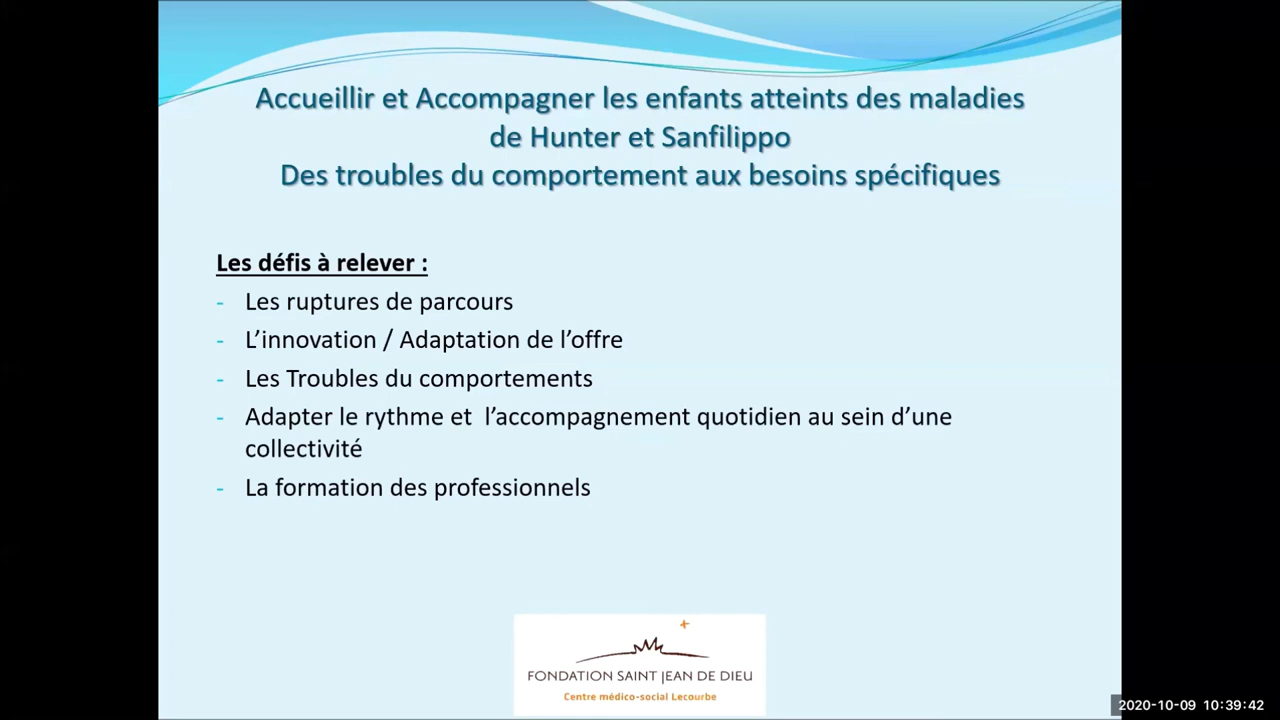 Accueillir et Accompagner les enfants atteints des maladies
de Hunter et Sanfilippo
Des troubles du comportement aux besoins spécifiques
Les défis à relever :
- Les ruptures de parcours
- L’innovation / Adaptation de l’offre
- Les Troubles du comportements
- Adapter le rythme et  l’accompagnement quotidien au sein d’une
collectivité
- La formation des professionnels
FONDATION SAINT JEAN DE DIEU
Centre médico-social Lecourbe
2020-10-09 10:39:42